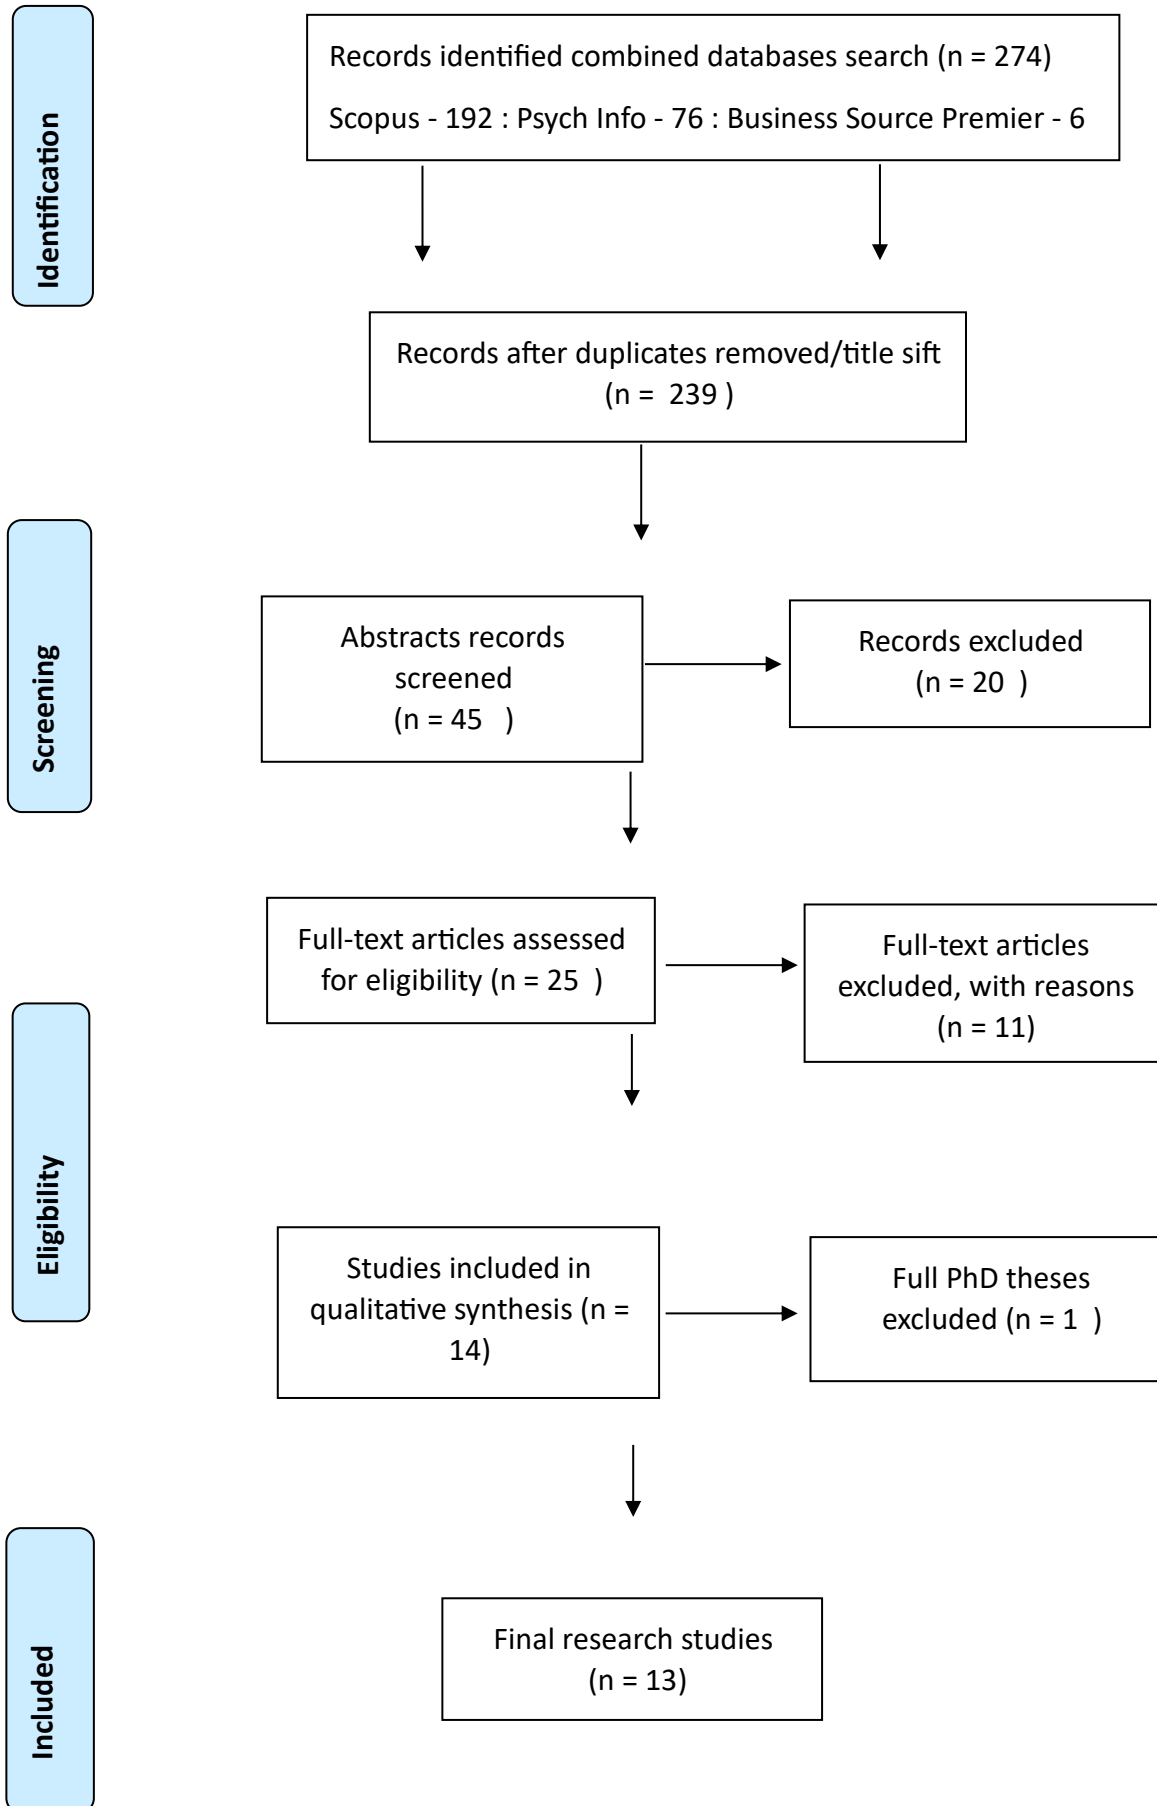 Identification
Records identified combined databases search (n = 274)
Scopus - 192 : Psych Info - 76 : Business Source Premier - 6
Records after duplicates removed/title sift
(n =  239 )
Screening
Abstracts records
screened
(n = 45   )
Records excluded
(n = 20  )
Full-text articles assessed
for eligibility (n = 25  )
Full-text articles
excluded, with reasons
(n = 11)
Eligibility
Studies included in
qualitative synthesis (n =
14)
Full PhD theses
excluded (n = 1  )
Included
Final research studies
(n = 13)